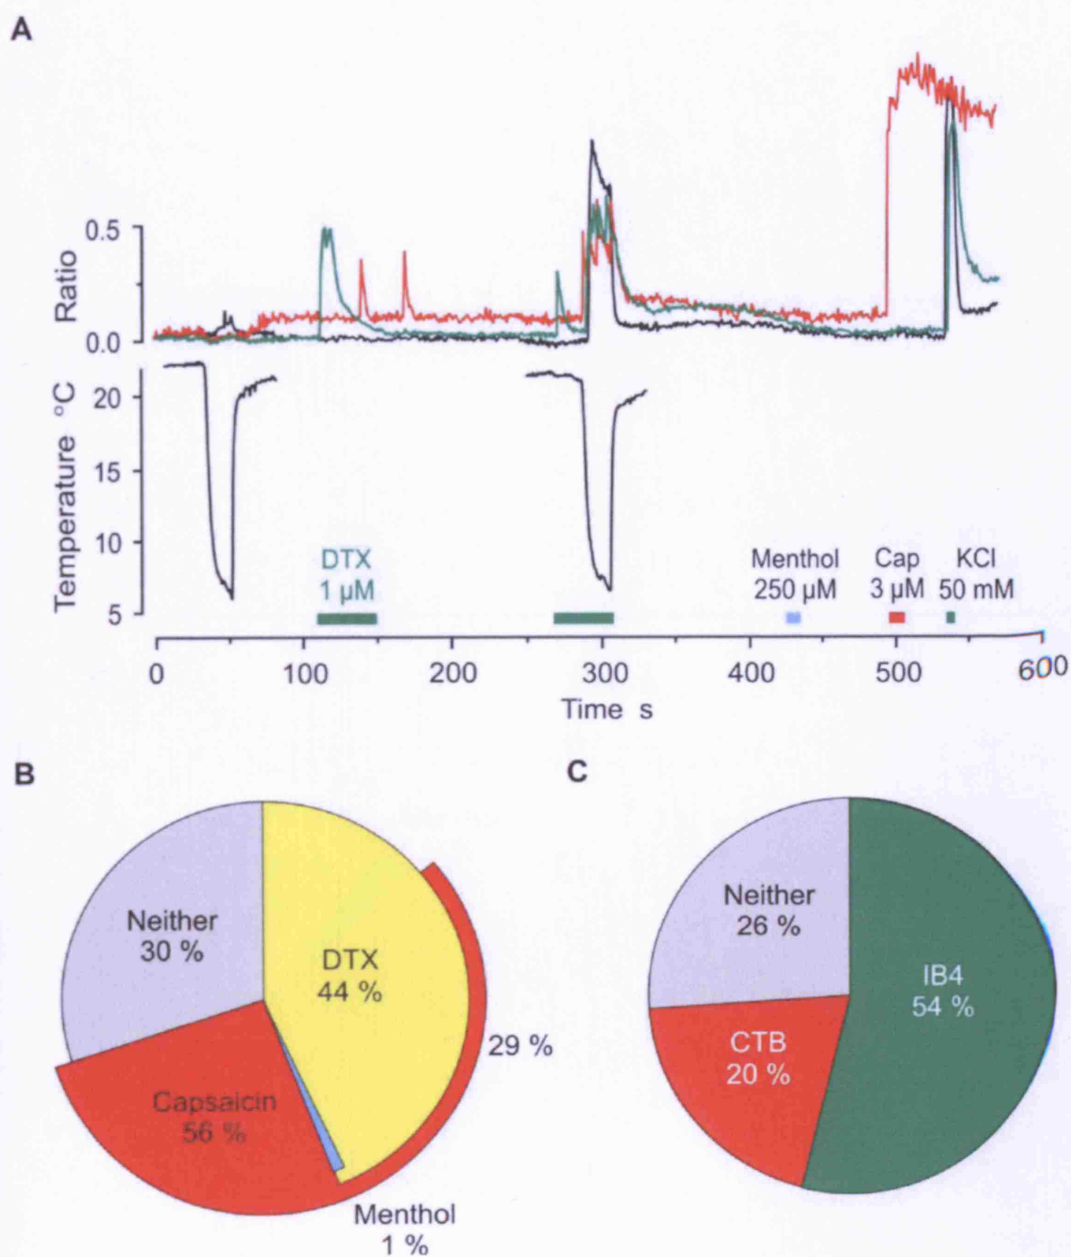 A
0.5
0.0
Ratio
20
15
10
5
Temperature °C
DTX
1 µM
Menthol
250 µM
Cap
3 µM
KCl
50 mM
0
100
200
300
400
500
600
Time s
B
Neither
30 %
DTX
44 %
29 %
Capsaicin
56 %
Menthol
1 %
C
Neither
26 %
IB4
54 %
CTB
20 %